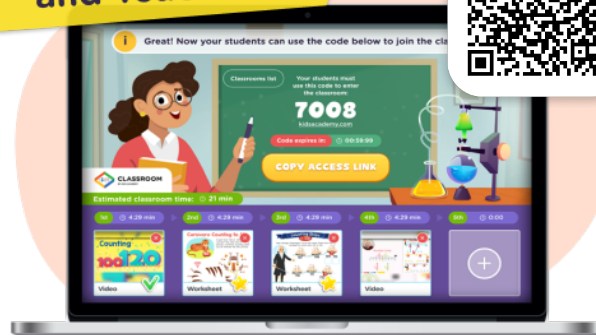 and
Great! Now your students can use the code below to join the cla
Classrooms list
Your students must
use this code to enter
the classroom:
7008
kidsacademy.com
Code expires in: 00:59:99
COPY ACCESS LINK
CLASSROOM
Estimated classroom time: 21 min
1st 4:29 min
2nd 4:29 min
3rd 4:29 min
4th 4:29 min
5th 0:00
Counting
100 120
Video
Worksheet
Worksheet
Video